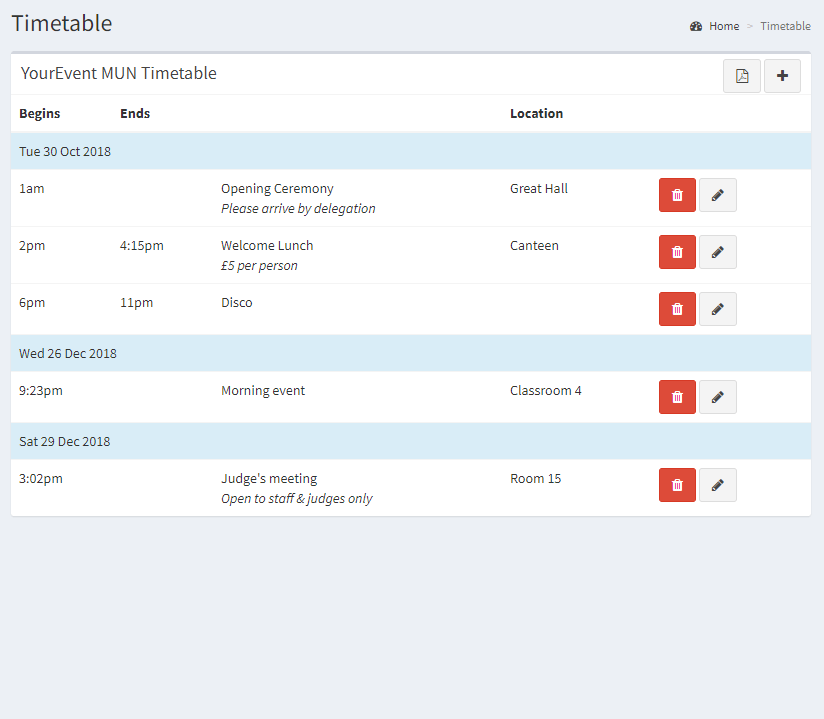 Timetable
Home > Timetable
YourEvent MUN Timetable
Begins Ends Location
Tue 30 Oct 2018
1am Opening Ceremony Great Hall
Please arrive by delegation
2pm 4:15pm Welcome Lunch Canteen
£5 per person
6pm 11pm Disco
Wed 26 Dec 2018
9:23pm Morning event Classroom 4
Sat 29 Dec 2018
3:02pm Judge's meeting Room 15
Open to staff & judges only